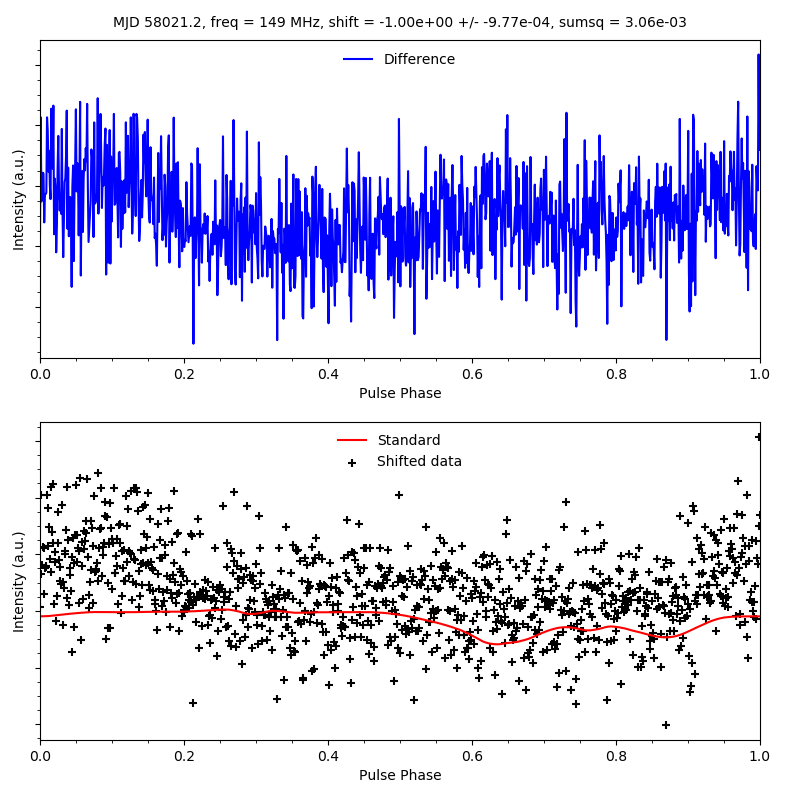 MJD 58021.2, freq = 149 MHz, shift = -1.00e+00 +/- -9.77e-04, sumsq = 3.06e-03
Difference
Intensity (a.u.)
0.0 0.2 0.4 0.6 0.8 1.0
Pulse Phase
Standard
Shifted data
Intensity (a.u.)
0.0 0.2 0.4 0.6 0.8 1.0
Pulse Phase